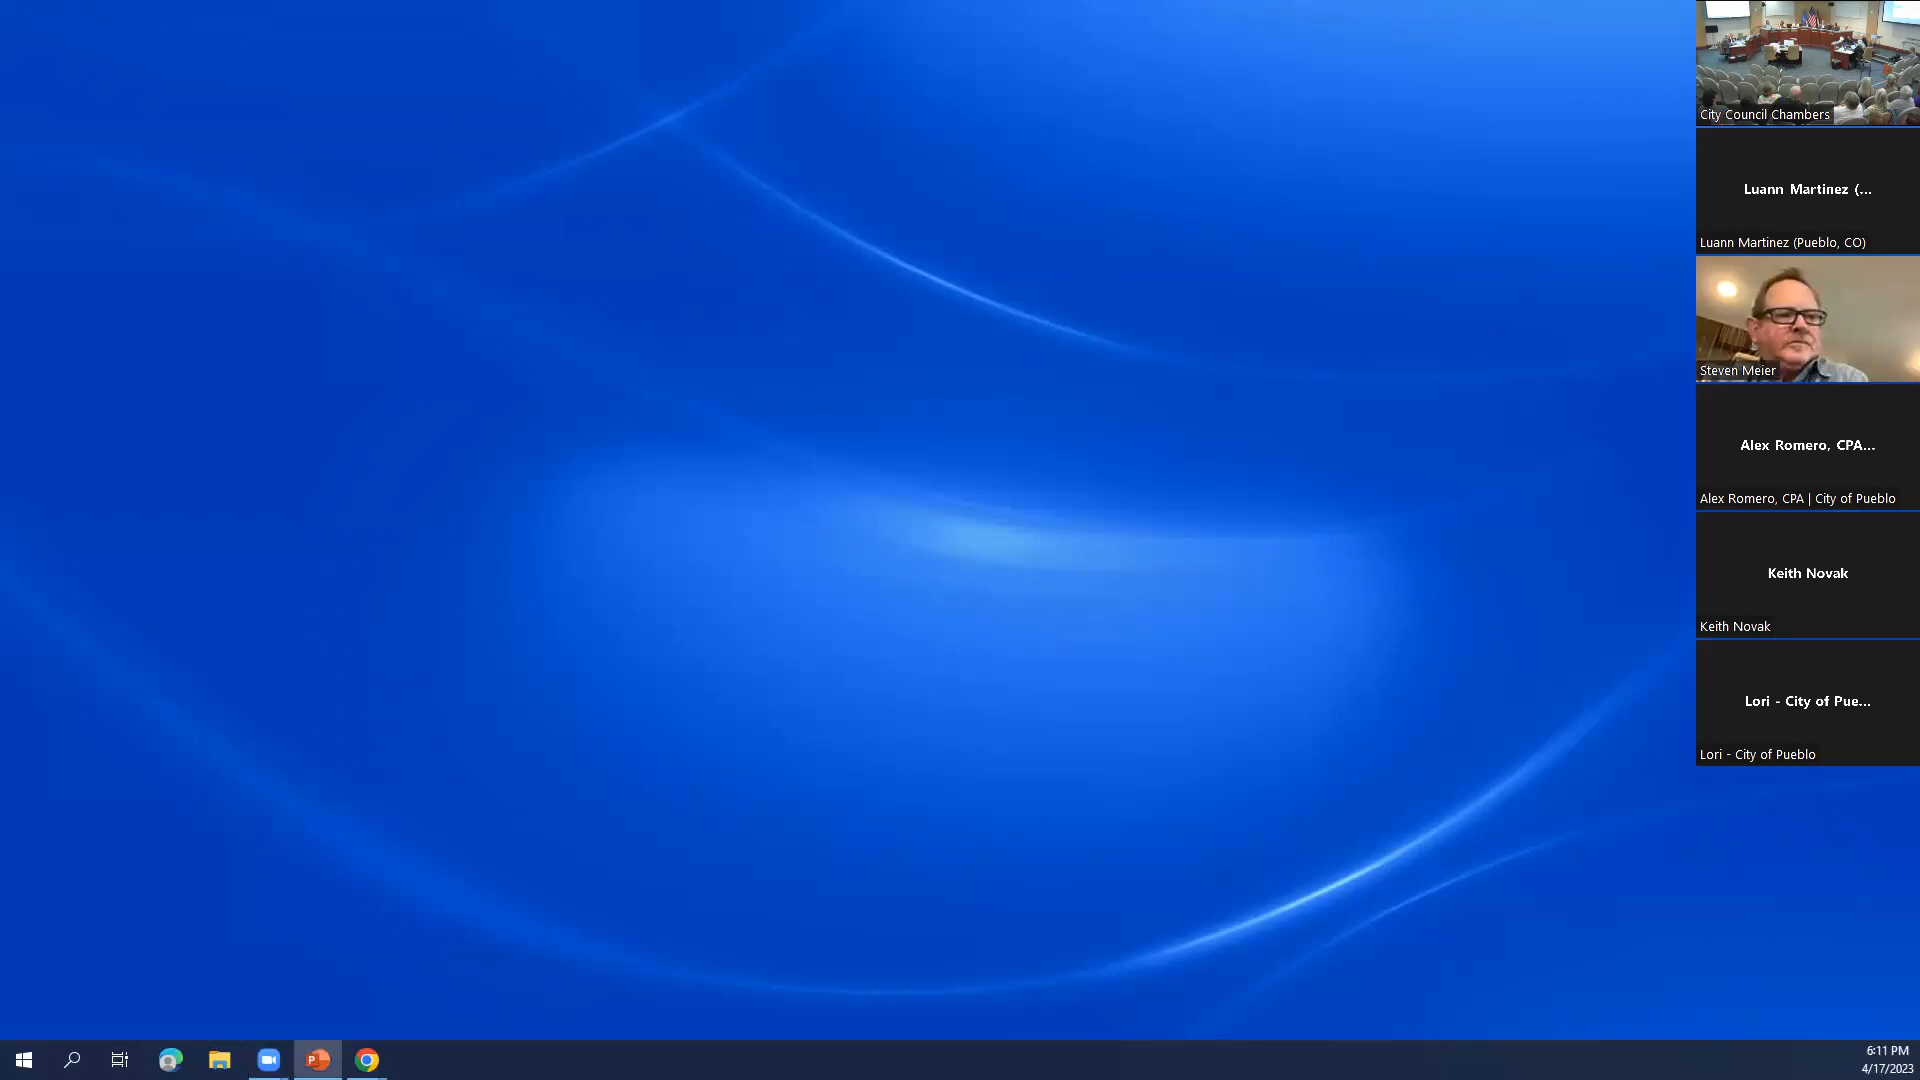 City Council Chambers
Luann Martinez (...
Luann Martinez (Pueblo, CO)
Steven Meier
Alex Romero, CPA...
Alex Romero, CPA | City of Pueblo
Keith Novak
Keith Novak
Lori - City of Pue...
Lori - City of Pueblo
P
6:11 PM
4/17/2023